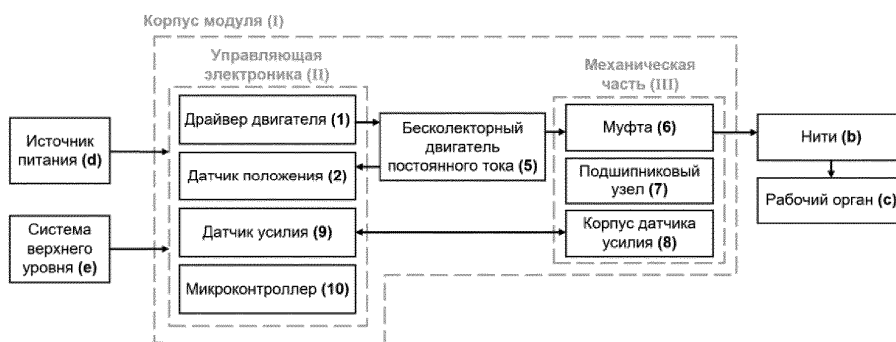 Корпус модуля (I)
Управляющая
электроника (II)
Драйвер двигателя (1)
Датчик положения (2)
Датчик усилия (9)
Микроконтроллер (10)
Источник
питания (d)
Система
верхнего
уровня (e)
Бесколекторный
двигатель
постоянного тока (5)
Механическая
часть (III)
Муфта (6)
Подшипниковый
узел (7)
Корпус датчика
усилия (8)
Нити (b)
Рабочий орган (c)